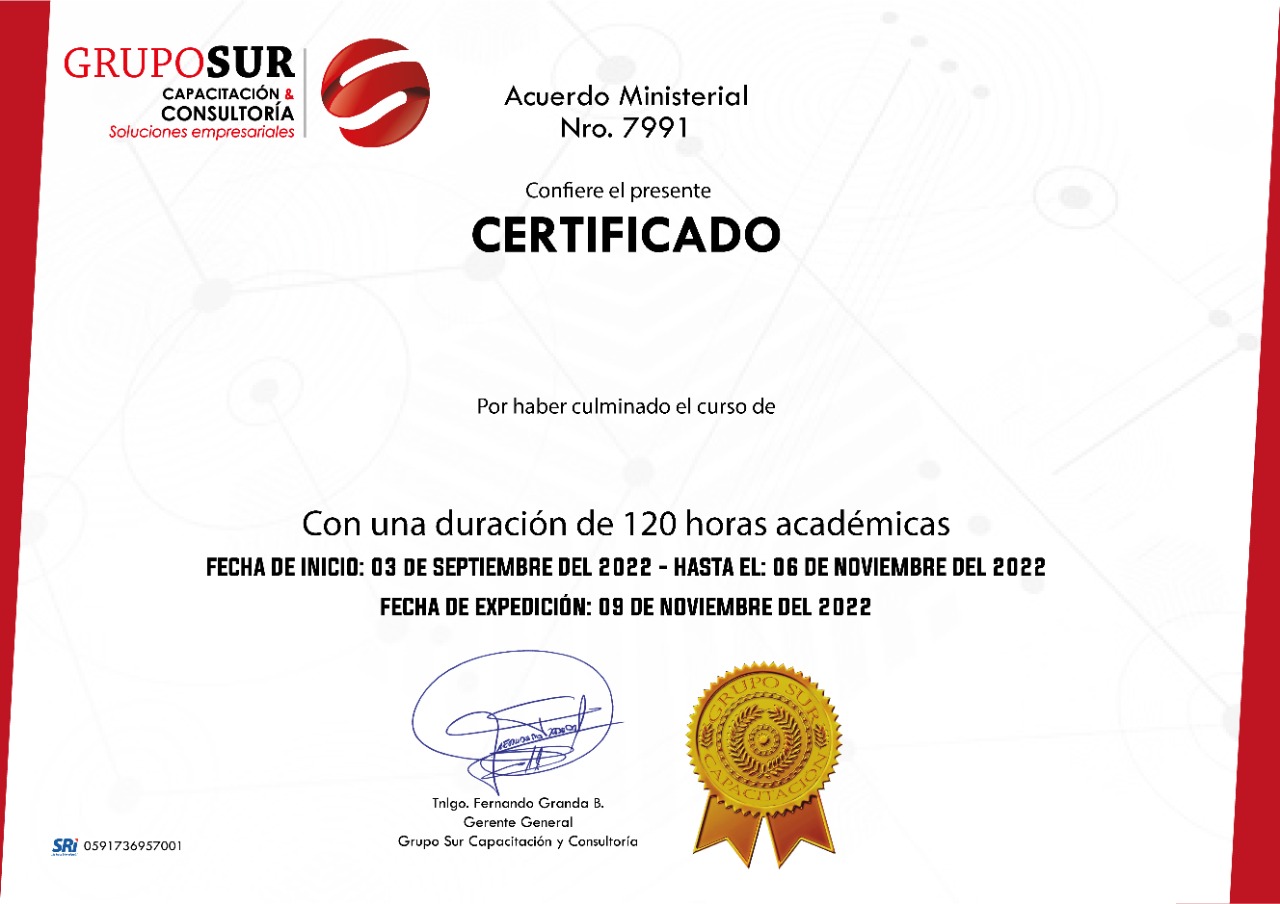 GRUPOSUR
CAPACITACIÓN &
CONSULTORÍA
Soluciones empresariales
Acuerdo Ministerial
Nro. 7991
Confiere el presente
CERTIFICADO
Por haber culminado el curso de
Con una duración de 120 horas académicas
FECHA DE INICIO: 03 DE SEPTIEMBRE DEL 2022 - HASTA EL: 06 DE NOVIEMBRE DEL 2022
FECHA DE EXPEDICIÓN: 09 DE NOVIEMBRE DEL 2022
GRUPO SUR
CAPACITACIÓN
Tnlgo. Fernando Granda B.
Gerente General
Grupo Sur Capacitación y Consultoría
SRi 0591736957001